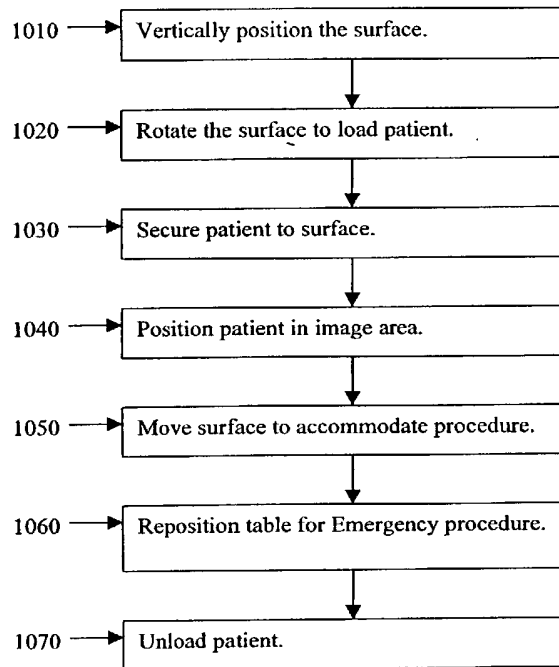 1010 Vertically position the surface.
1020 Rotate the surface to load patient.
1030 Secure patient to surface.
1040 Position patient in image area.
1050 Move surface to accommodate procedure.
1060 Reposition table for Emergency procedure.
1070 Unload patient.